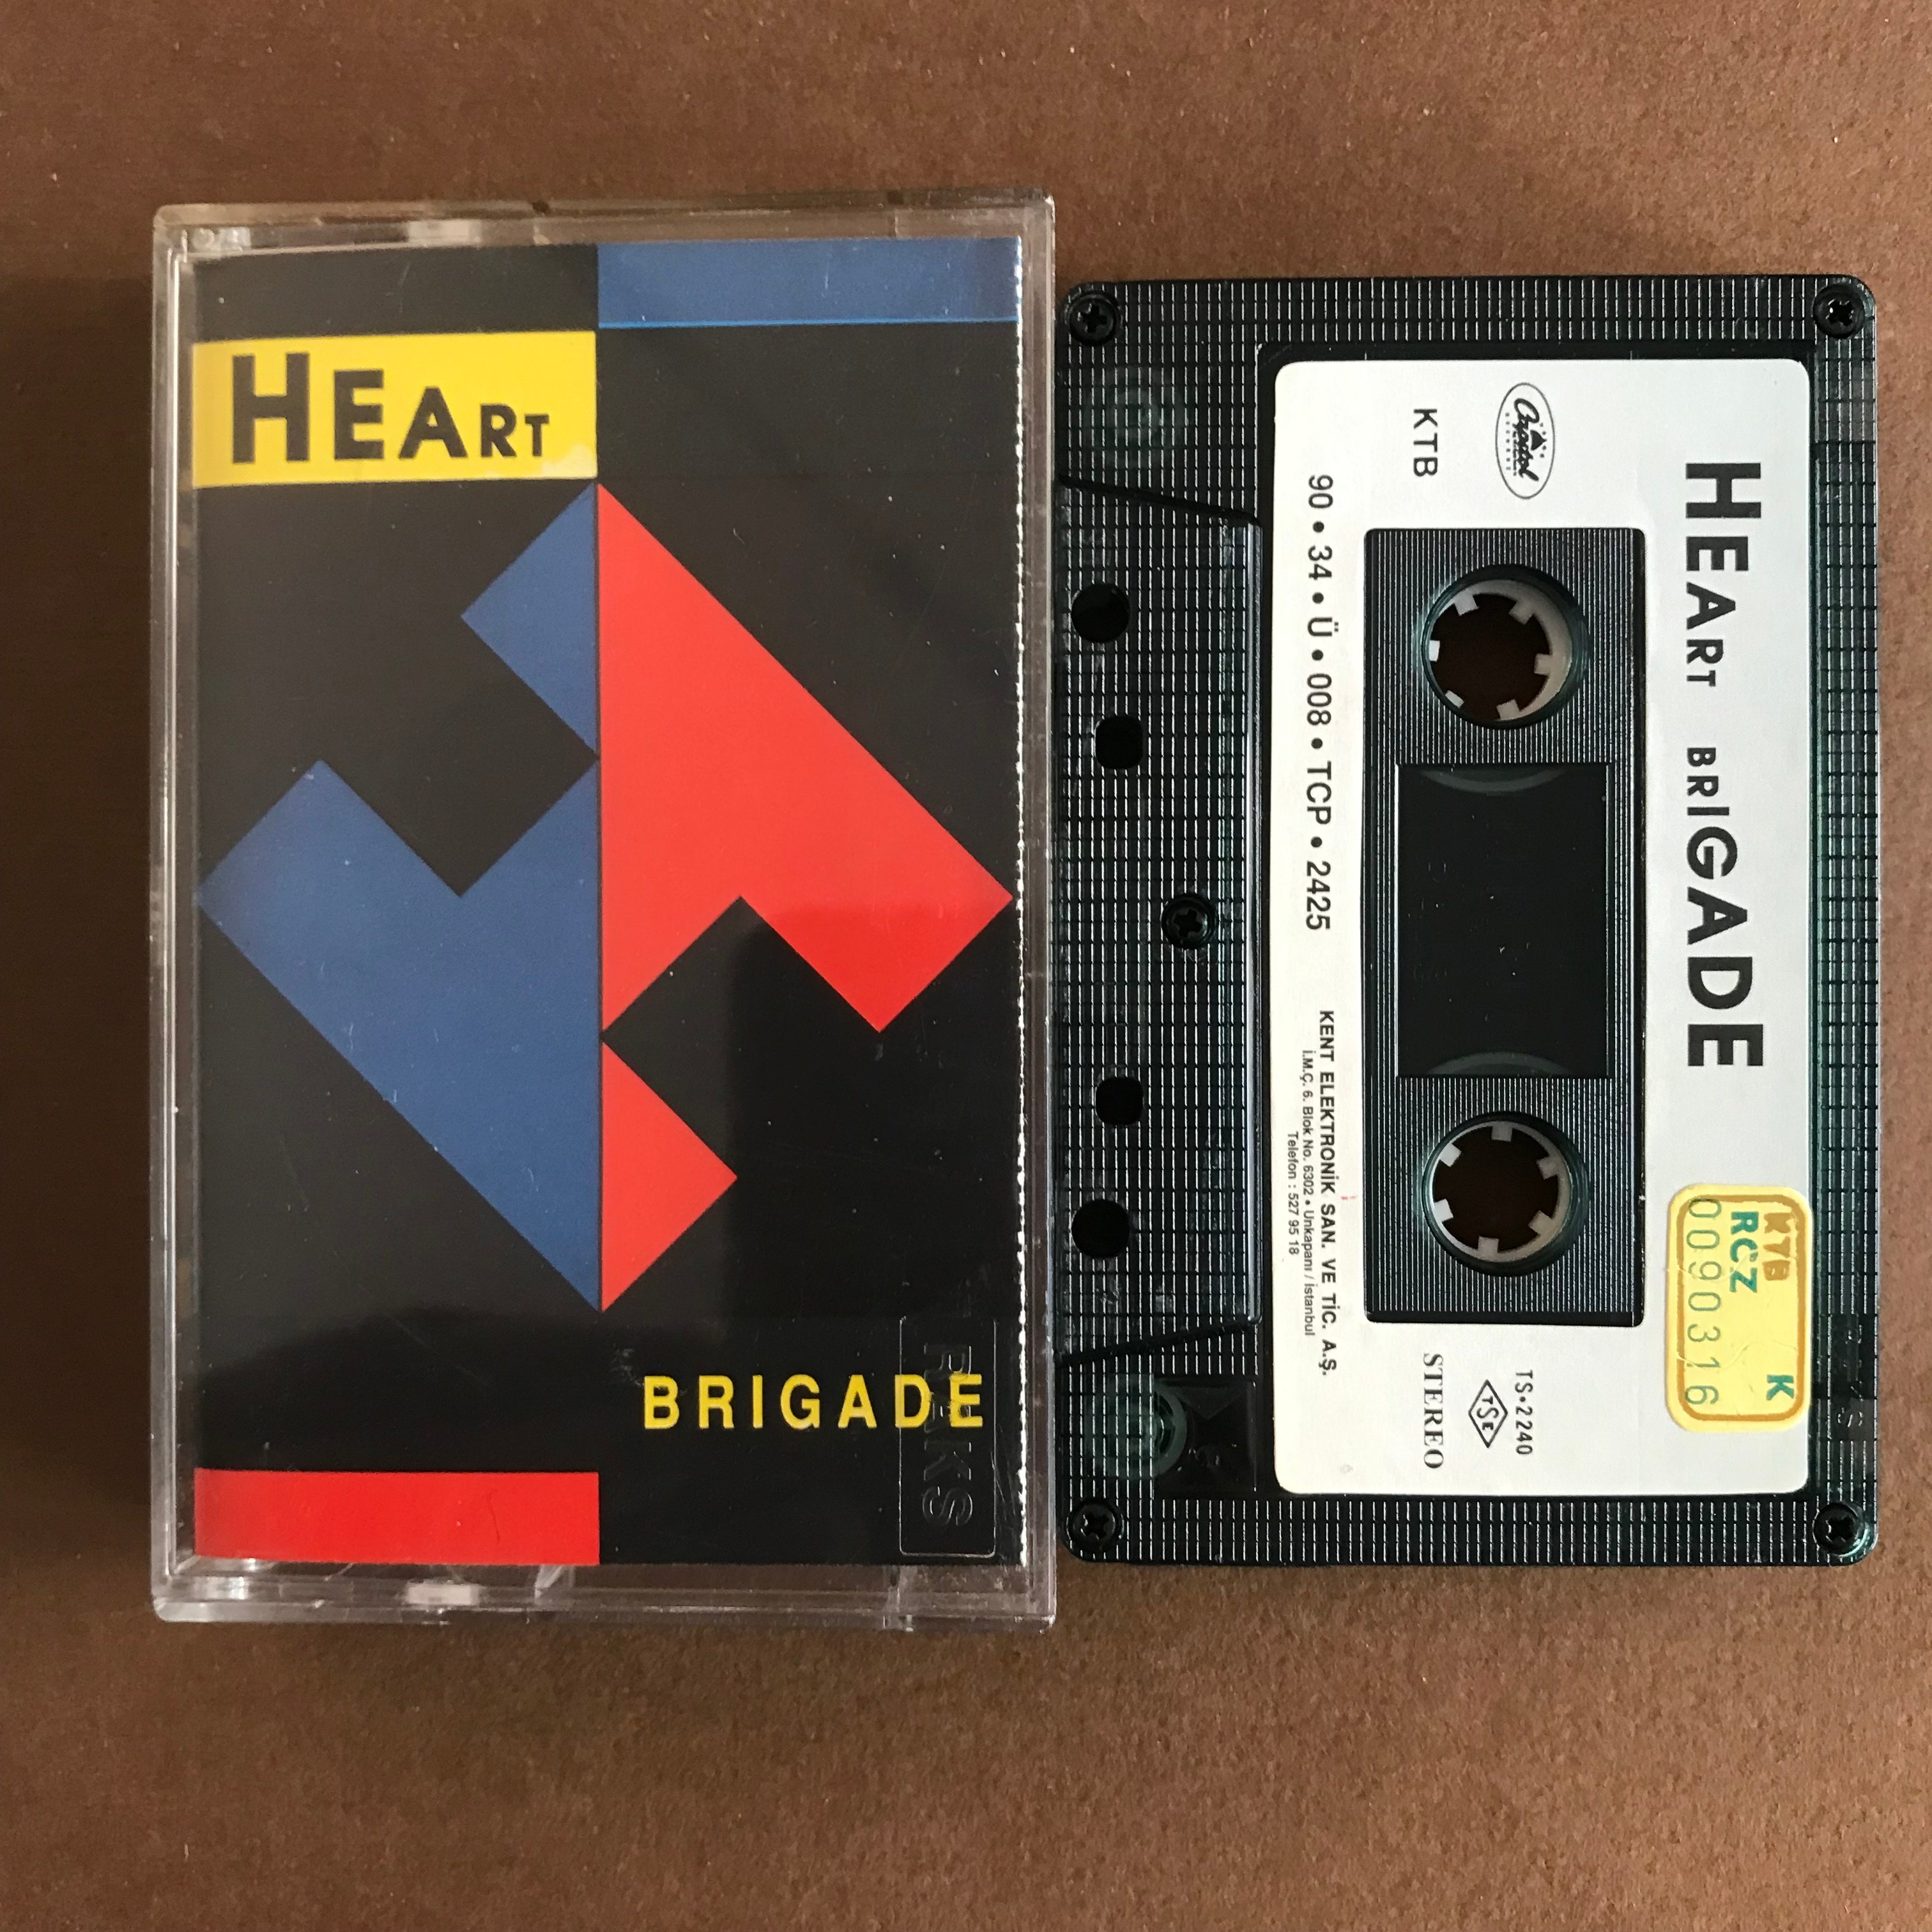 HEART
BRIGADE
RAKS
HEART BRIGADE
Capitol
KTB
90 • 34 • Ü • 008 • TCP • 2425
KENT ELEKTRONİK SAN. VE TİC. A.Ş.
İ.M.Ç. 6. Blok No. 6302 • Unkapanı / İstanbul
Telefon : 527 95 18
TS•2240
TSE
STEREO
KTB K
RCZ
0090316